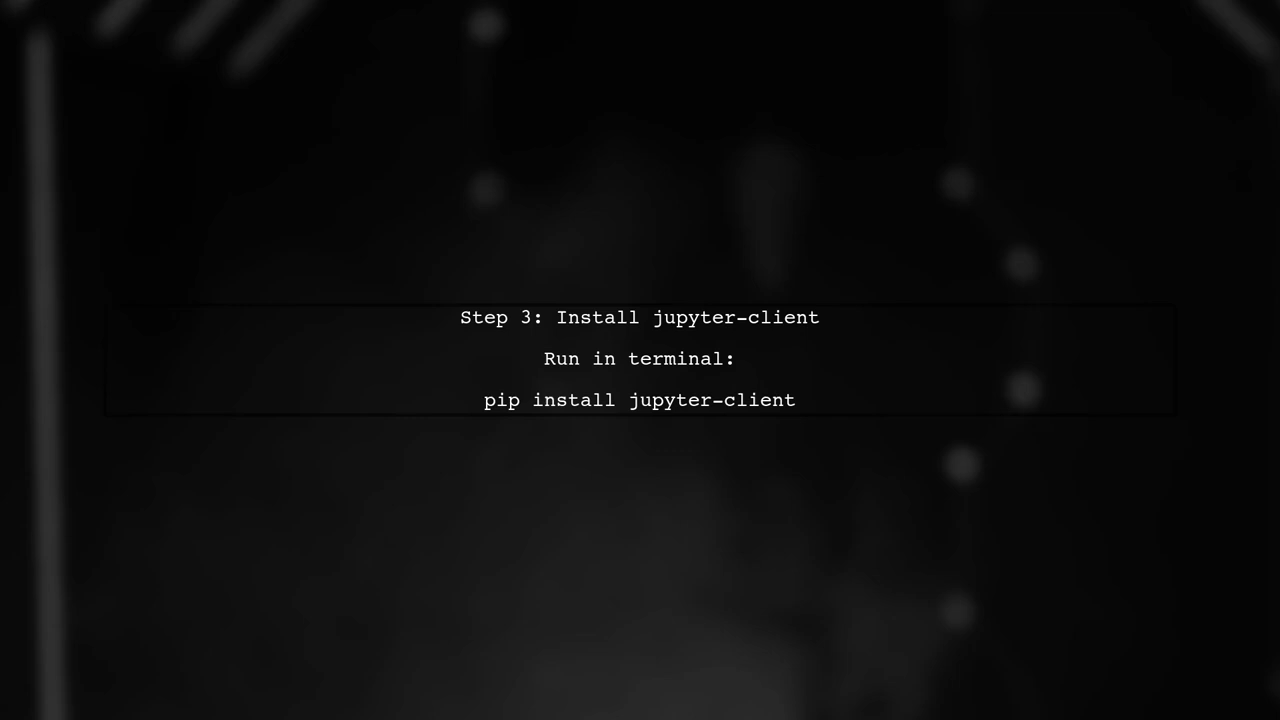 Step 3: Install jupyter-client
Run in terminal:
pip install jupyter-client